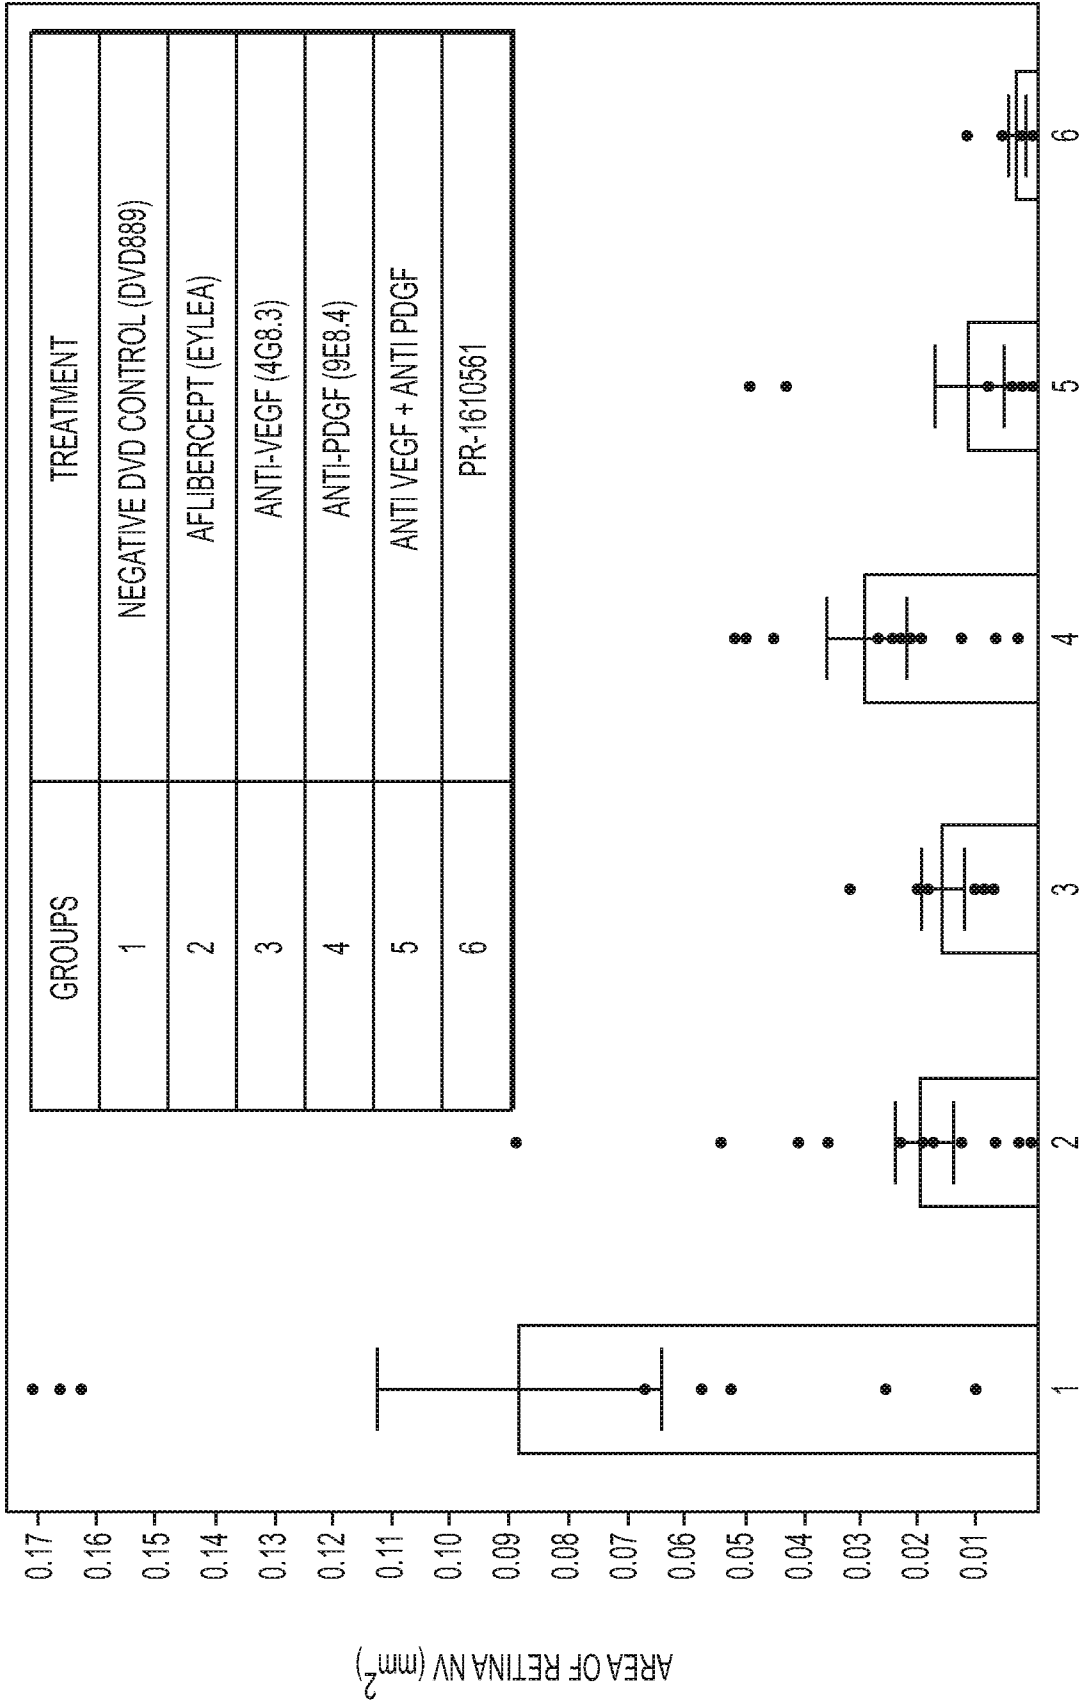 GROUPS TREATMENT
1 NEGATIVE DVD CONTROL (DVD889)
2 AFLIBERCEPT (EYLEA)
3 ANTI-VEGF (4G8.3)
4 ANTI-PDGF (9E8.4)
5 ANTI VEGF + ANTI PDGF
6 PR-1610561
AREA OF RETINA NV (mm²)
0.17
0.16
0.15
0.14
0.13
0.12
0.11
0.10
0.09
0.08
0.07
0.06
0.05
0.04
0.03
0.02
0.01
1 2 3 4 5 6